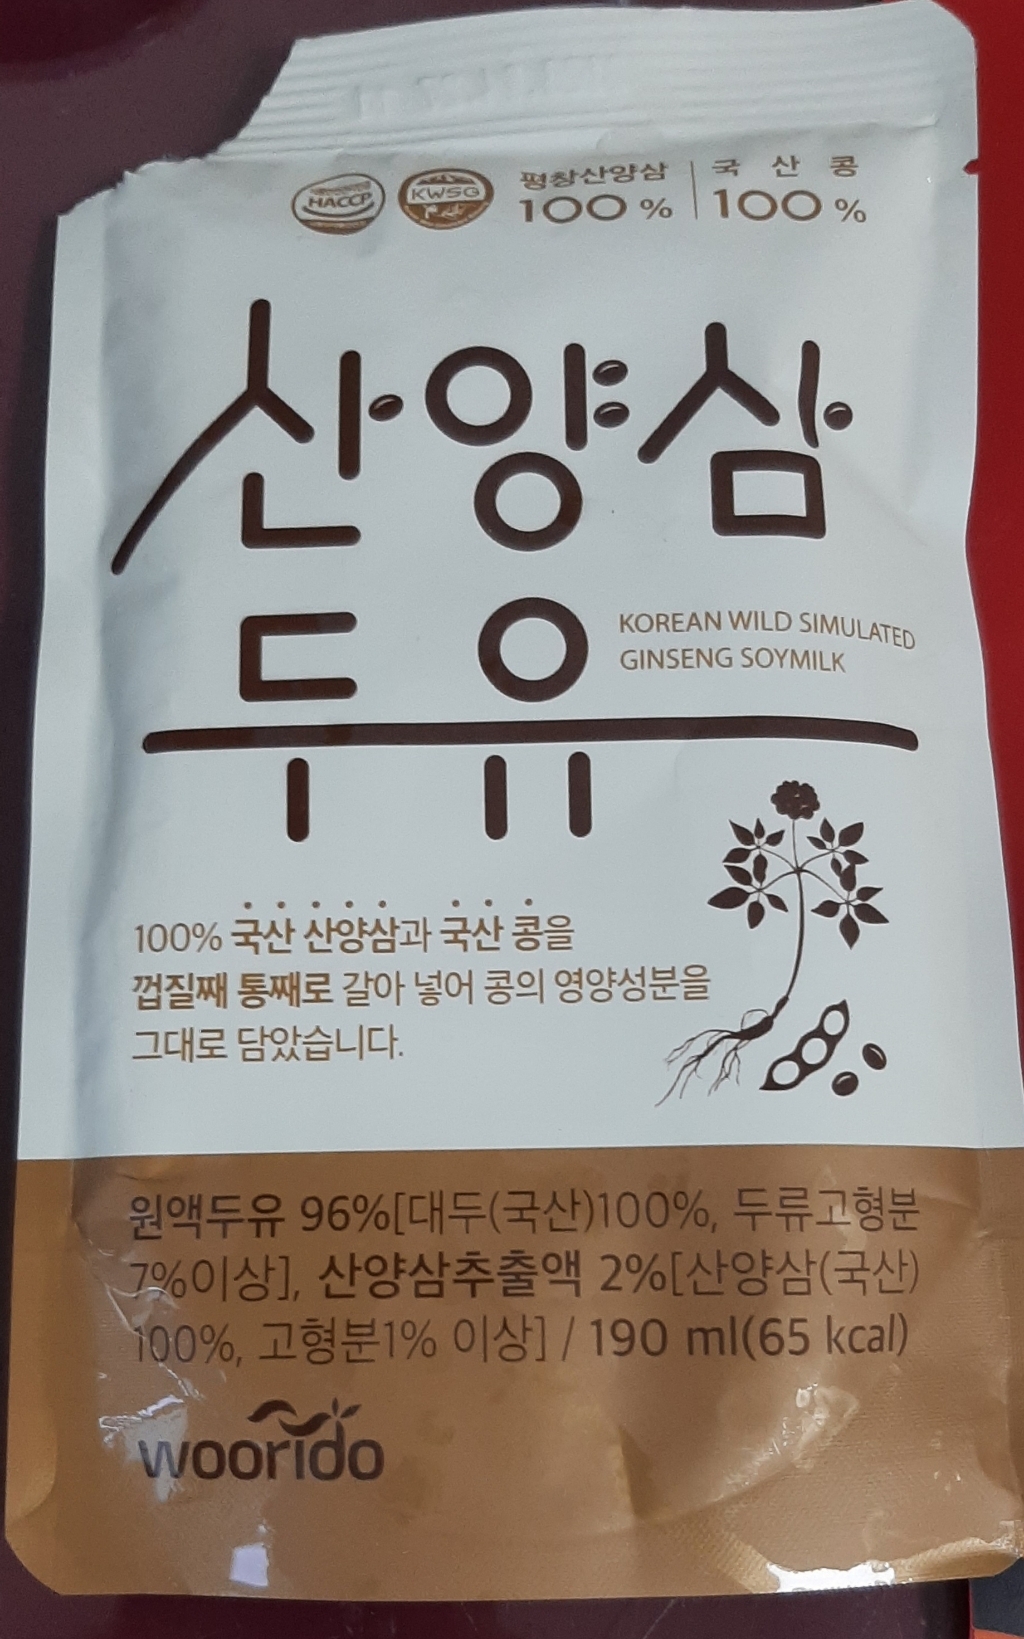 HACCP
KWSG
평창산양삼
100%
국산콩
100%
산양삼
두유
KOREAN WILD SIMULATED
GINSENG SOYMILK
100% 국산 산양삼과 국산 콩을
껍질째 통째로 갈아 넣어 콩의 영양성분을
그대로 담았습니다.
원액두유 96%[대두(국산)100%, 두류고형분
7%이상], 산양삼추출액 2%[산양삼(국산)
100%, 고형분1% 이상] / 190 ml(65 kcal)
woorido